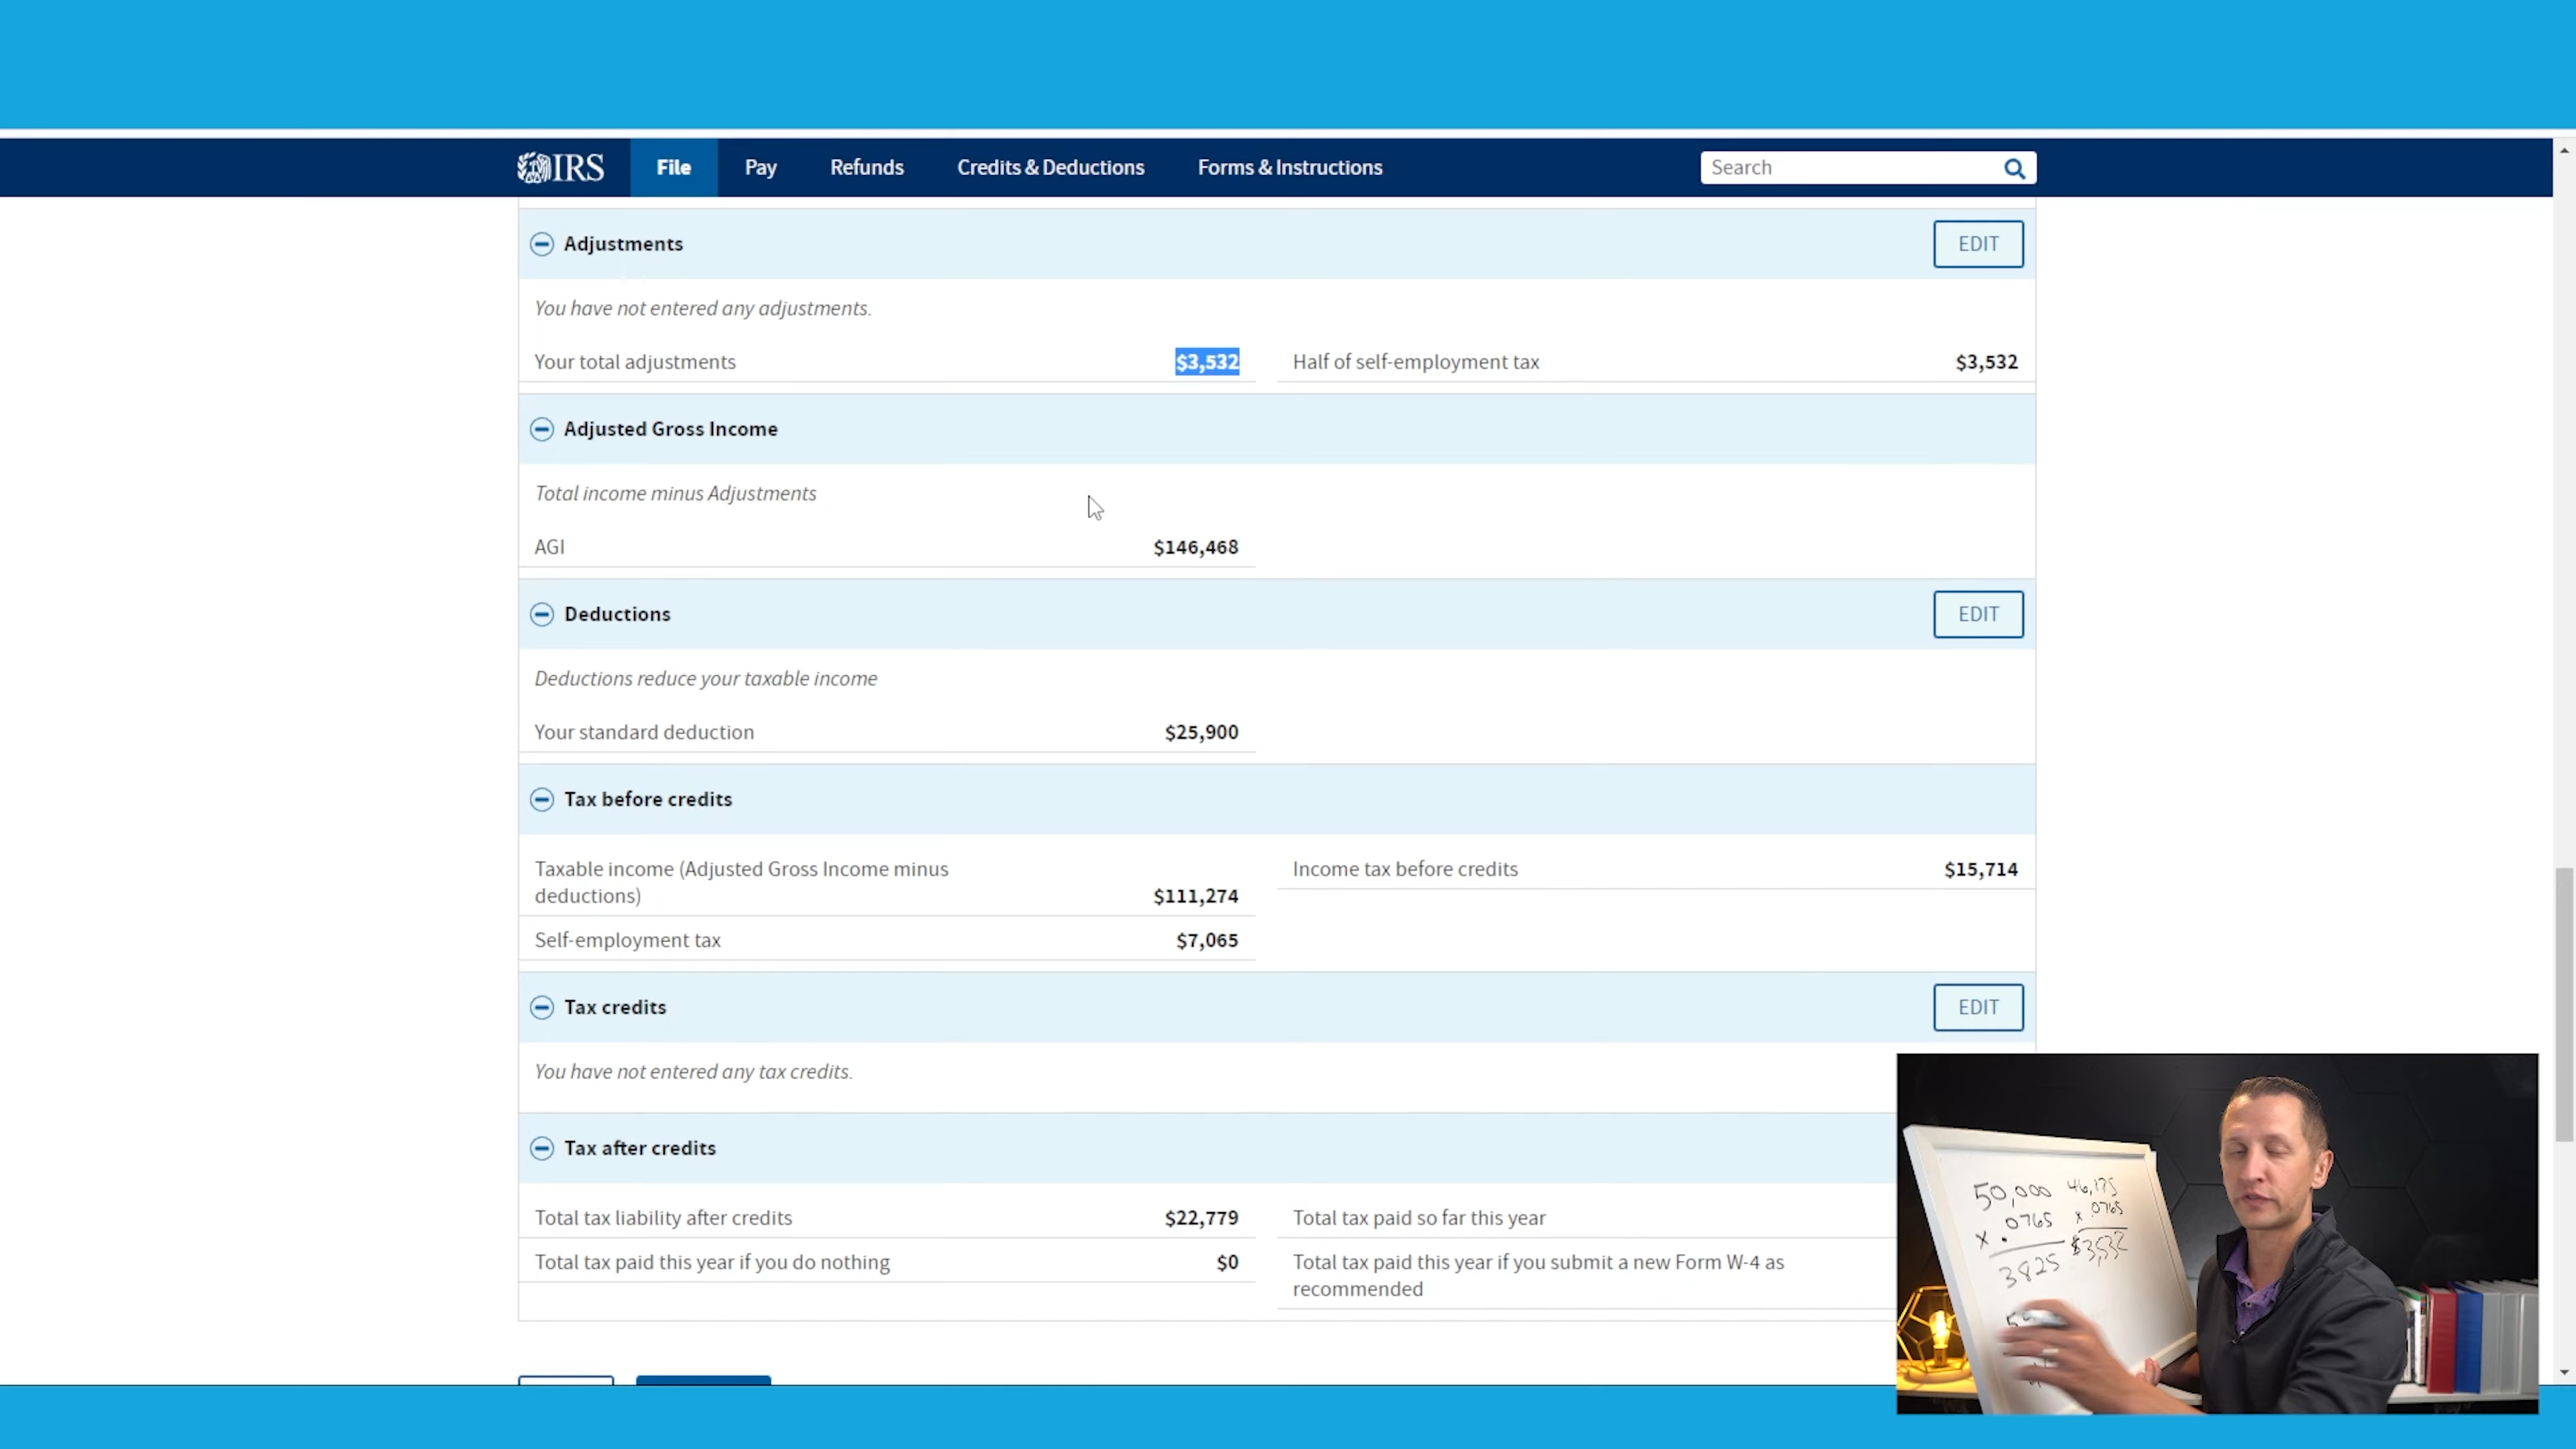 IRS File Pay Refunds Credits & Deductions Forms & Instructions Search
Adjustments EDIT
You have not entered any adjustments.
Your total adjustments $3,532 Half of self-employment tax $3,532
Adjusted Gross Income
Total income minus Adjustments
AGI $146,468
Deductions EDIT
Deductions reduce your taxable income
Your standard deduction $25,900
Tax before credits
Taxable income (Adjusted Gross Income minus
deductions) $111,274
Income tax before credits $15,714
Self-employment tax $7,065
Tax credits EDIT
You have not entered any tax credits.
Tax after credits
Total tax liability after credits $22,779 Total tax paid so far this year
Total tax paid this year if you do nothing $0 Total tax paid this year if you submit a new Form W-4 as
recommended
50,000 46,175
x .0765 x .0765
3825 $3,532